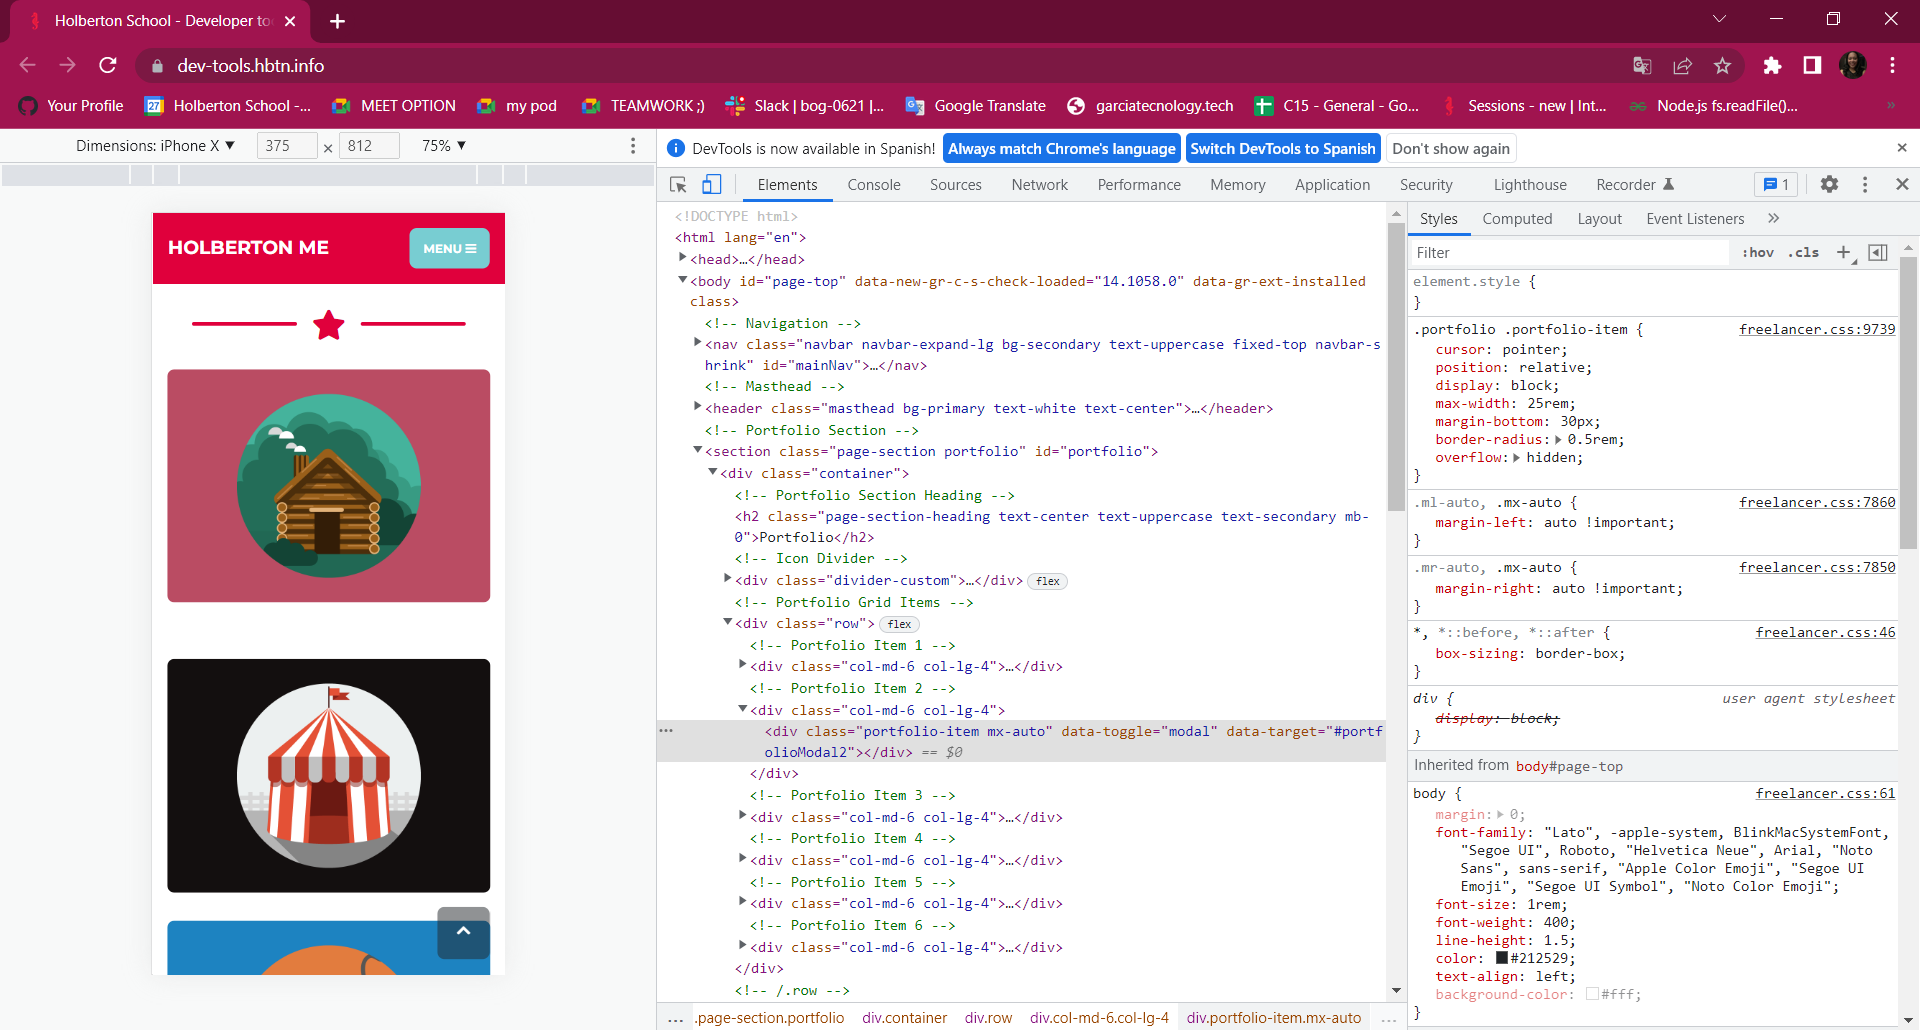 Holberton School - Developer to
dev-tools.hbtn.info
Your Profile
27
Holberton School -...
MEET OPTION
my pod
TEAMWORK ;)
Slack | bog-0621 |...
Google Translate
garciatecnology.tech
C15 - General - Go...
Sessions - new | Int...
Node.js fs.readFile()...
»
Dimensions: iPhone X ▼ 375 × 812 75% ▼
HOLBERTON ME
MENU
DevTools is now available in Spanish! Always match Chrome's language Switch DevTools to Spanish Don't show again
Elements Console Sources Network Performance Memory Application Security Lighthouse Recorder 1
<!DOCTYPE html>
<html lang="en">
<head>…</head>
<body id="page-top" data-new-gr-c-s-check-loaded="14.1058.0" data-gr-ext-installed
class>
<!-- Navigation -->
<nav class="navbar navbar-expand-lg bg-secondary text-uppercase fixed-top navbar-s
hrink" id="mainNav">…</nav>
<!-- Masthead -->
<header class="masthead bg-primary text-white text-center">…</header>
<!-- Portfolio Section -->
<section class="page-section portfolio" id="portfolio">
<div class="container">
<!-- Portfolio Section Heading -->
<h2 class="page-section-heading text-center text-uppercase text-secondary mb-
0">Portfolio</h2>
<!-- Icon Divider -->
<div class="divider-custom">…</div> flex
<!-- Portfolio Grid Items -->
<div class="row"> flex
<!-- Portfolio Item 1 -->
<div class="col-md-6 col-lg-4">…</div>
<!-- Portfolio Item 2 -->
<div class="col-md-6 col-lg-4">
<div class="portfolio-item mx-auto" data-toggle="modal" data-target="#portf
olioModal2"></div> == $0
</div>
<!-- Portfolio Item 3 -->
<div class="col-md-6 col-lg-4">…</div>
<!-- Portfolio Item 4 -->
<div class="col-md-6 col-lg-4">…</div>
<!-- Portfolio Item 5 -->
<div class="col-md-6 col-lg-4">…</div>
<!-- Portfolio Item 6 -->
<div class="col-md-6 col-lg-4">…</div>
</div>
<!-- /.row -->
... .page-section.portfolio div.container div.row div.col-md-6.col-lg-4 div.portfolio-item.mx-auto ...
Styles Computed Layout Event Listeners »
Filter :hov .cls +
element.style {
}
.portfolio .portfolio-item { freelancer.css:9739
cursor: pointer;
position: relative;
display: block;
max-width: 25rem;
margin-bottom: 30px;
border-radius: 0.5rem;
overflow: hidden;
}
.ml-auto, .mx-auto { freelancer.css:7860
margin-left: auto !important;
}
.mr-auto, .mx-auto { freelancer.css:7850
margin-right: auto !important;
}
*, *::before, *::after { freelancer.css:46
box-sizing: border-box;
}
div { user agent stylesheet
display: block;
}
Inherited from body#page-top
body { freelancer.css:61
margin: 0;
font-family: "Lato", -apple-system, BlinkMacSystemFont,
"Segoe UI", Roboto, "Helvetica Neue", Arial, "Noto
Sans", sans-serif, "Apple Color Emoji", "Segoe UI
Emoji", "Segoe UI Symbol", "Noto Color Emoji";
font-size: 1rem;
font-weight: 400;
line-height: 1.5;
color: #212529;
text-align: left;
background-color: #fff;
}